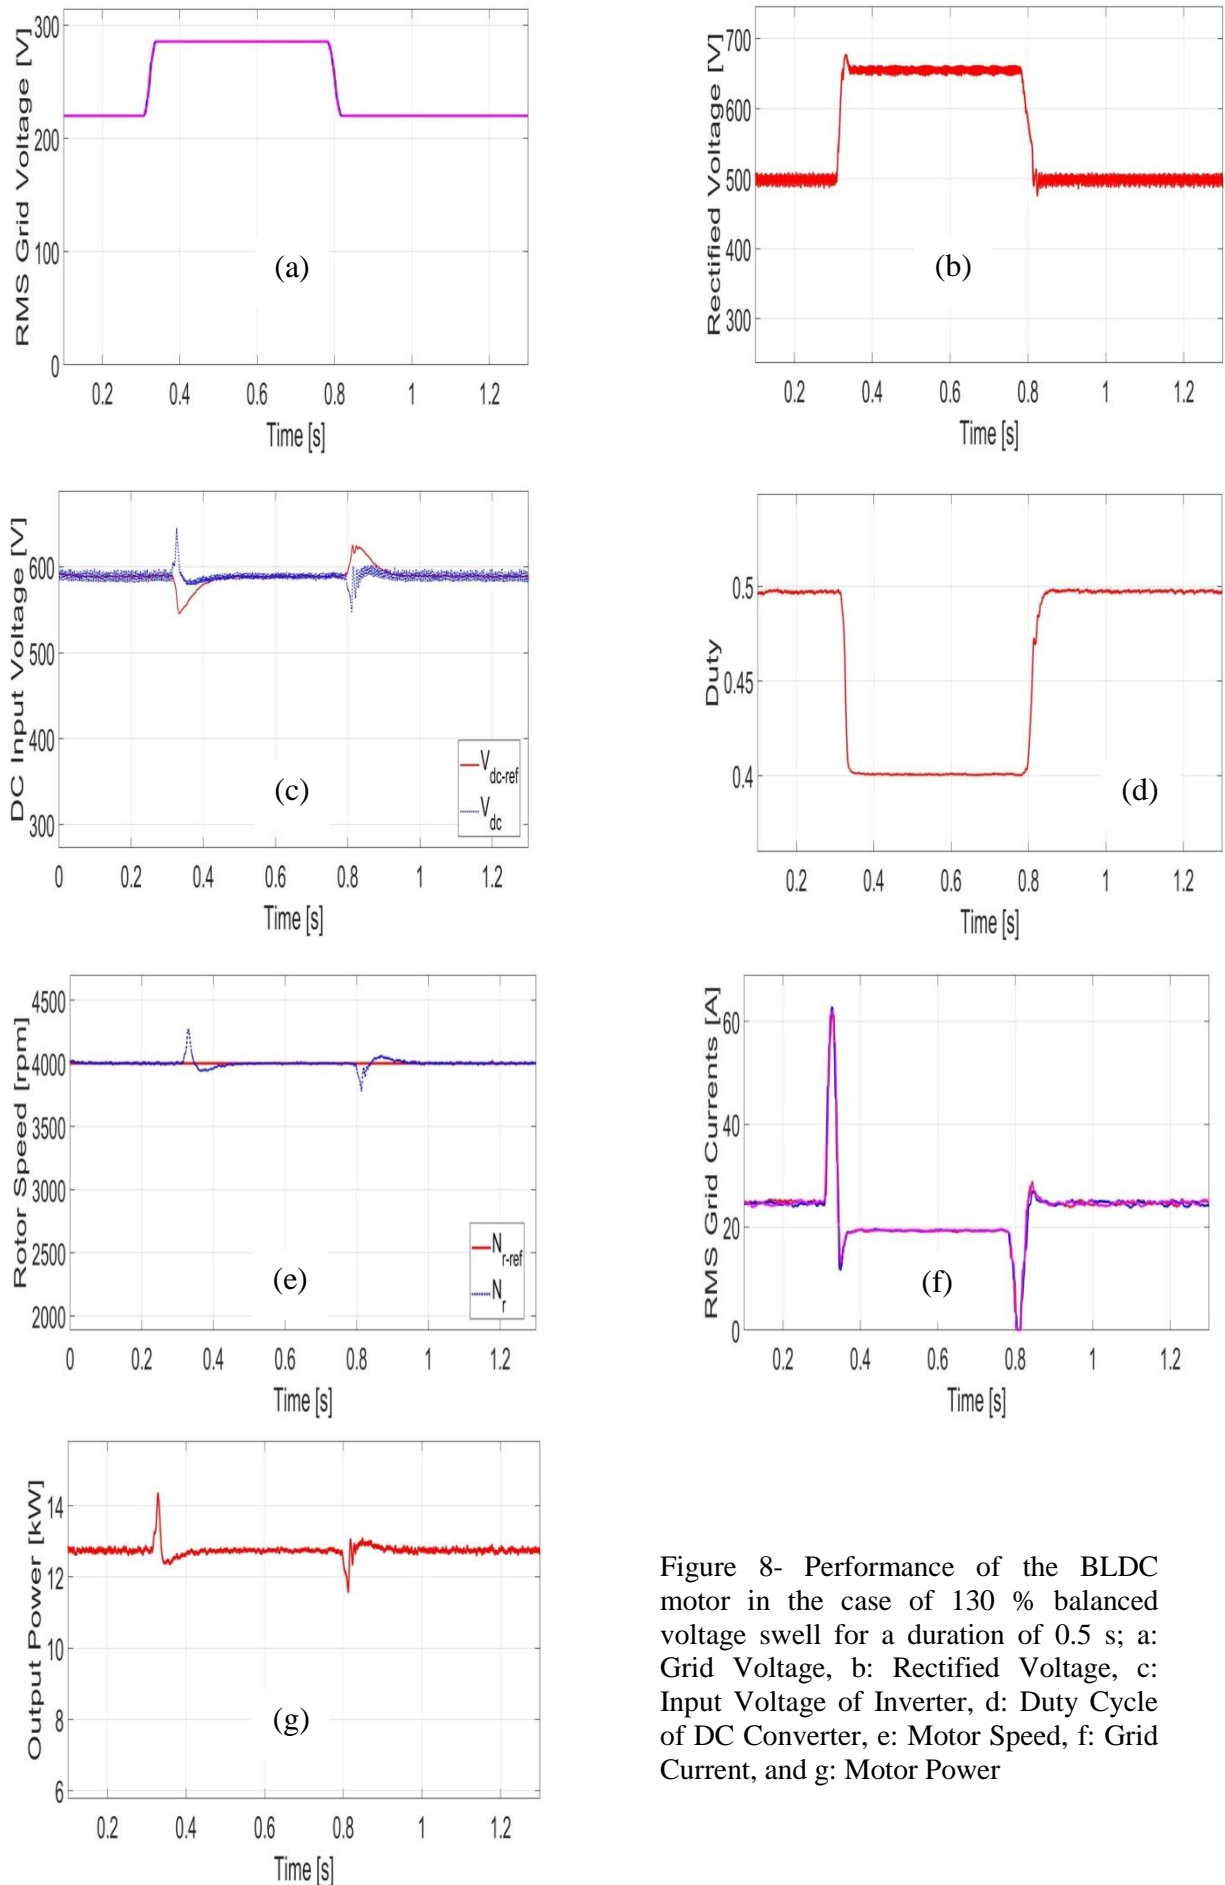 RMS Grid Voltage [V]
300
200
100
0
(a)
0.2 0.4 0.6 0.8 1 1.2
Time [s]
Rectified Voltage [V]
700
600
500
400
300
(b)
0.2 0.4 0.6 0.8 1 1.2
Time [s]
DC Input Voltage [V]
600
500
400
300
(c)
V dc-ref
V dc
0 0.2 0.4 0.6 0.8 1 1.2
Time [s]
Duty
0.5
0.45
0.4
(d)
0.2 0.4 0.6 0.8 1 1.2
Time [s]
Rotor Speed [rpm]
4500
4000
3500
3000
2500
2000
(e)
N r-ref
N r
0 0.2 0.4 0.6 0.8 1 1.2
Time [s]
RMS Grid Currents [A]
60
40
20
0
(f)
0.2 0.4 0.6 0.8 1 1.2
Time [s]
Output Power [kW]
14
12
10
8
6
(g)
0.2 0.4 0.6 0.8 1 1.2
Time [s]
Figure 8- Performance of the BLDC
motor in the case of 130 % balanced
voltage swell for a duration of 0.5 s; a:
Grid Voltage, b: Rectified Voltage, c:
Input Voltage of Inverter, d: Duty Cycle
of DC Converter, e: Motor Speed, f: Grid
Current, and g: Motor Power